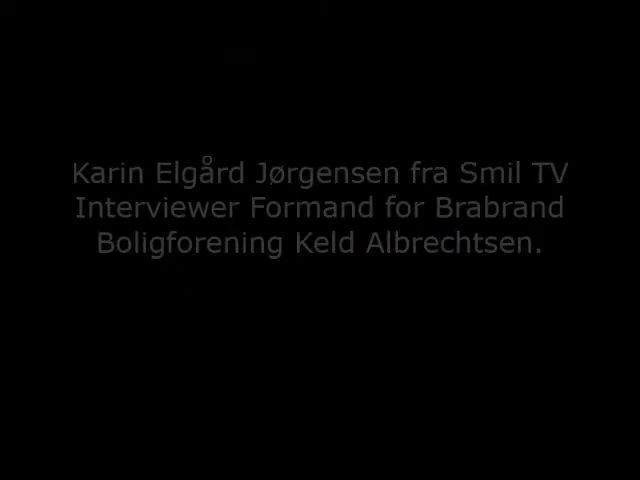 Karin Elgård Jørgensen fra Smil TV
Interviewer Formand for Brabrand
Boligforening Keld Albrechtsen.